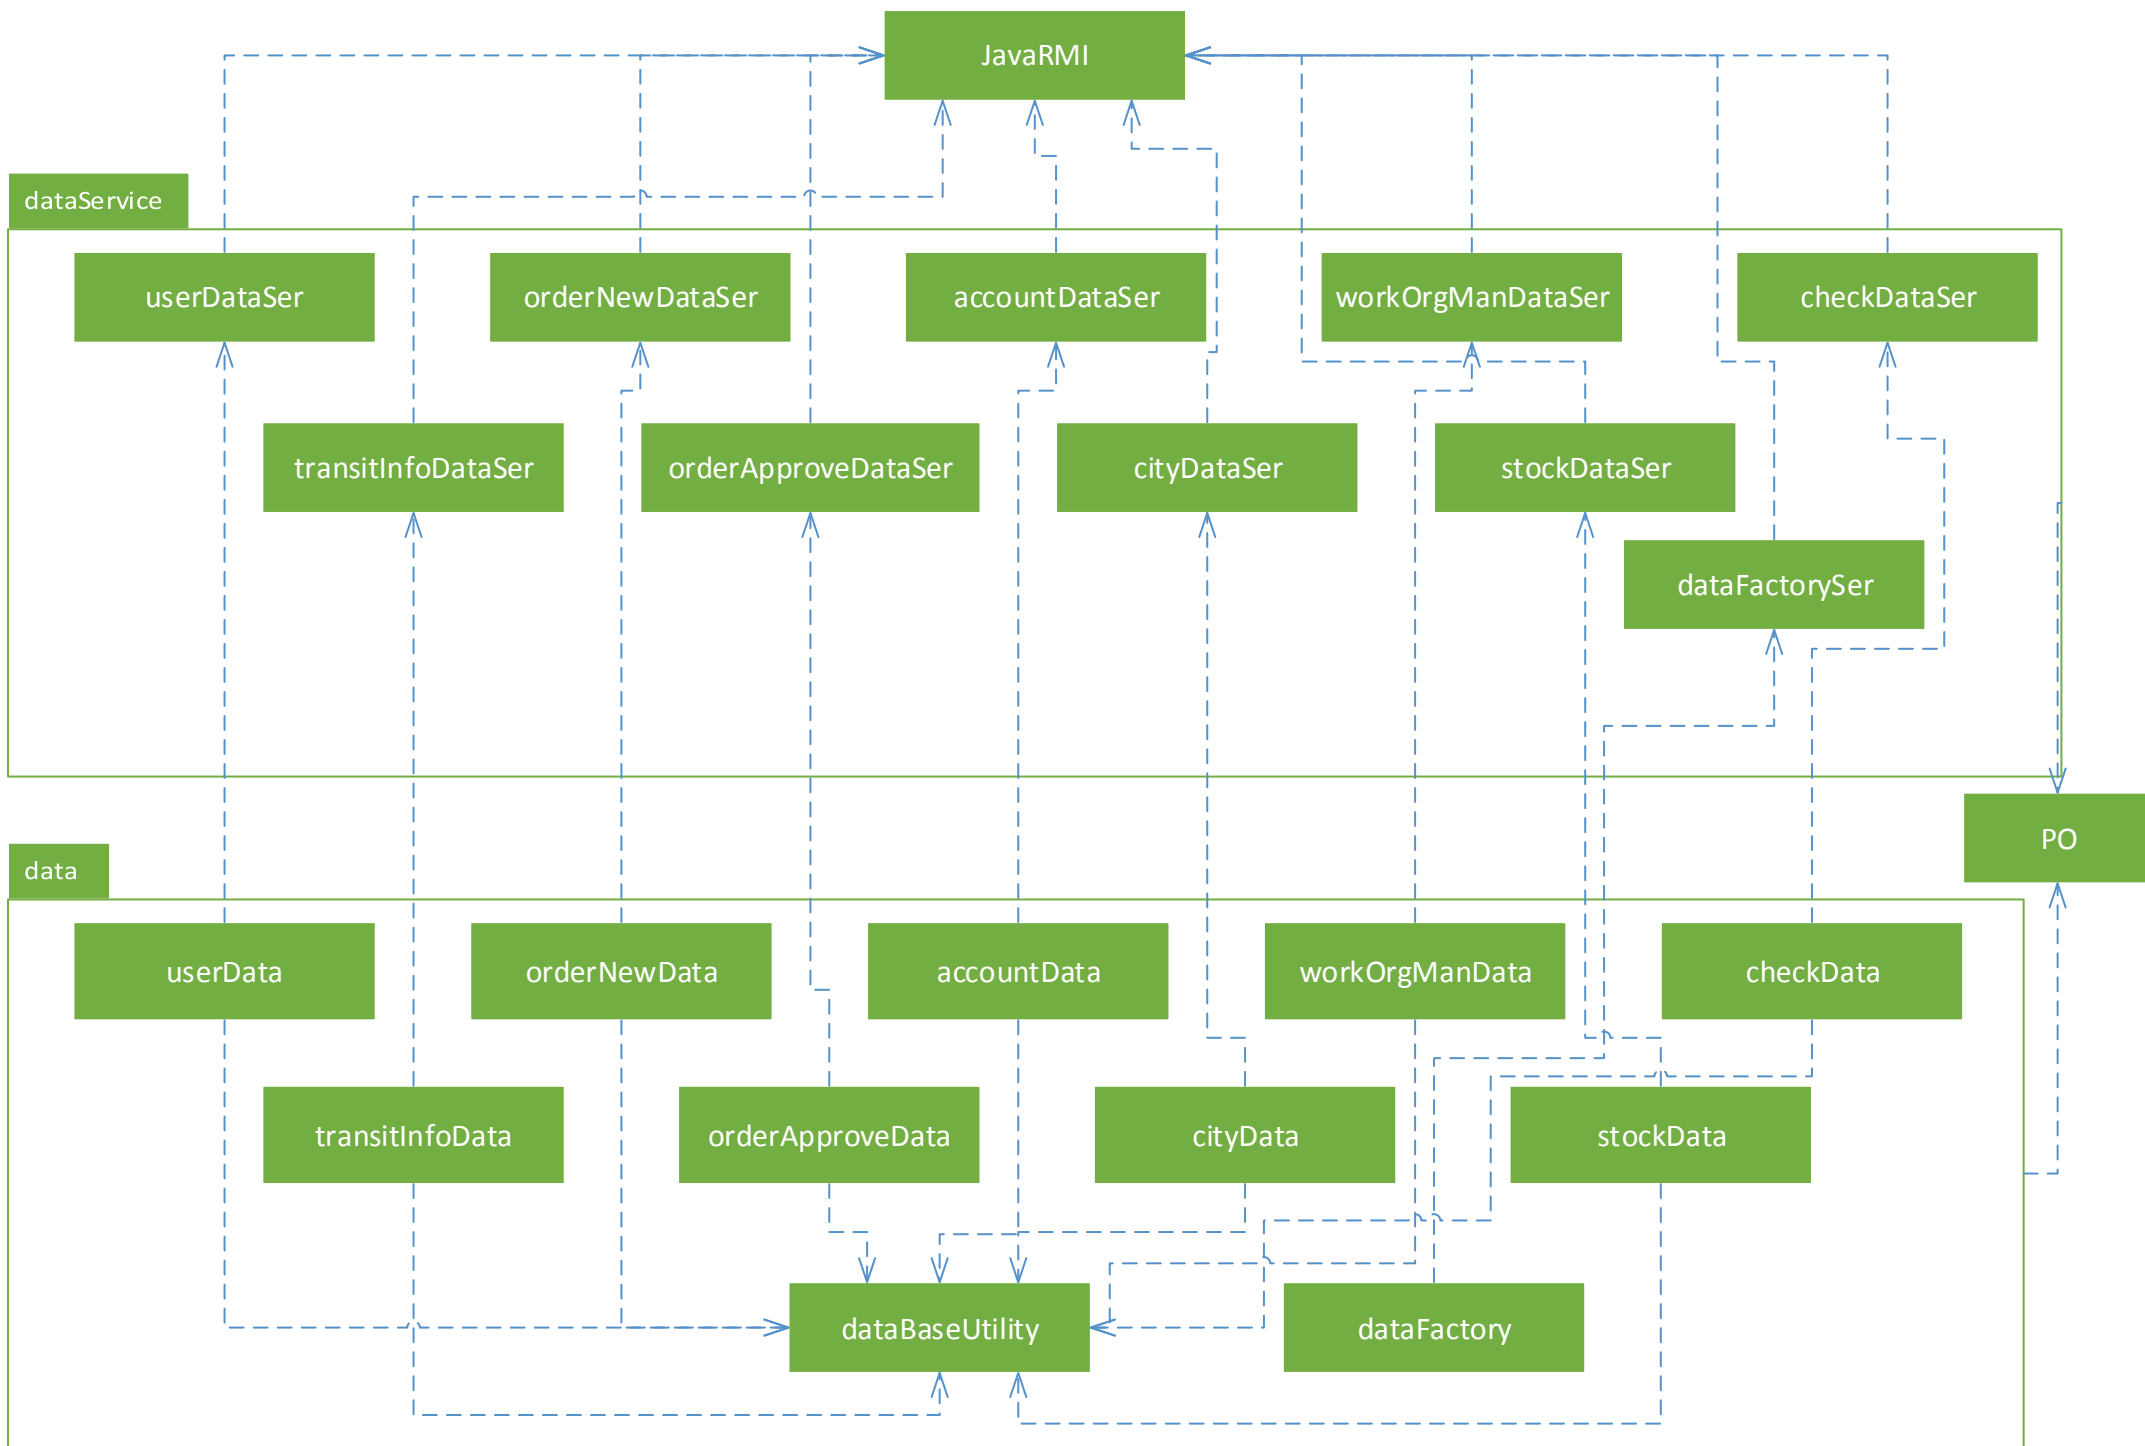 JavaRMI
dataService
userDataSer
orderNewDataSer
accountDataSer
workOrgManDataSer
checkDataSer
transitInfoDataSer
orderApproveDataSer
cityDataSer
stockDataSer
dataFactorySer
PO
data
userData
orderNewData
accountData
workOrgManData
checkData
transitInfoData
orderApproveData
cityData
stockData
dataBaseUtility
dataFactory